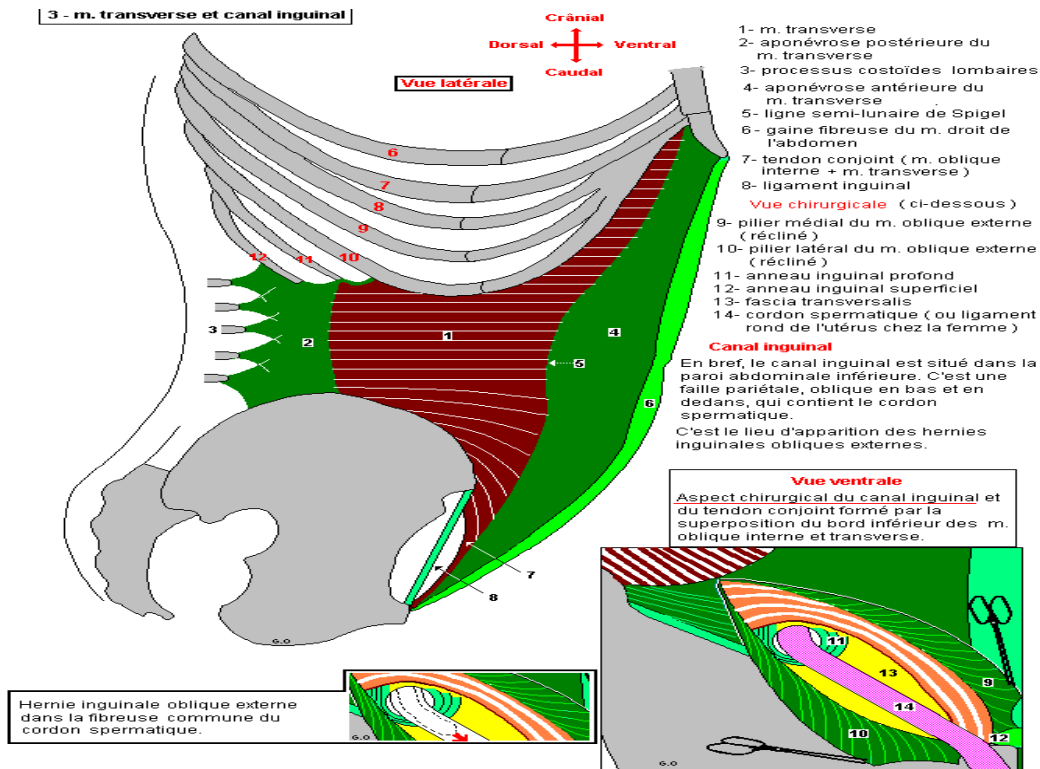 3 - m. transverse et canal inguinal
Crânial
Dorsal
Ventral
Caudal
Vue latérale
1- m. transverse
2- aponévrose postérieure du
m. transverse
3- processus costoïdes lombaires
4- aponévrose antérieure du
m. transverse
5- ligne semi-lunaire de Spigel
6- gaine fibreuse du m. droit de
l'abdomen
7- tendon conjoint ( m. oblique
interne + m. transverse )
8- ligament inguinal
Vue chirurgicale ( ci-dessous )
9- pilier médial du m. oblique externe
( récliné )
10- pilier latéral du m. oblique externe
( récliné )
11- anneau inguinal profond
12- anneau inguinal superficiel
13- fascia transversalis
14- cordon spermatique ( ou ligament
rond de l'utérus chez la femme )
Canal inguinal
En bref, le canal inguinal est situé dans la
paroi abdominale inférieure. C'est une
faille pariétale, oblique en bas et en
dedans, qui contient le cordon
spermatique.
C'est le lieu d'apparition des hernies
inguinales obliques externes.
6
7
8
9
10
11
12
3
2
1
4
5
6
7
8
G.O
Vue ventrale
Aspect chirurgical du canal inguinal et
du tendon conjoint formé par la
superposition du bord inférieur des m.
oblique interne et transverse.
11
13
9
14
10
12
G.O
Hernie inguinale oblique externe
dans la fibreuse commune du
cordon spermatique.
G.O